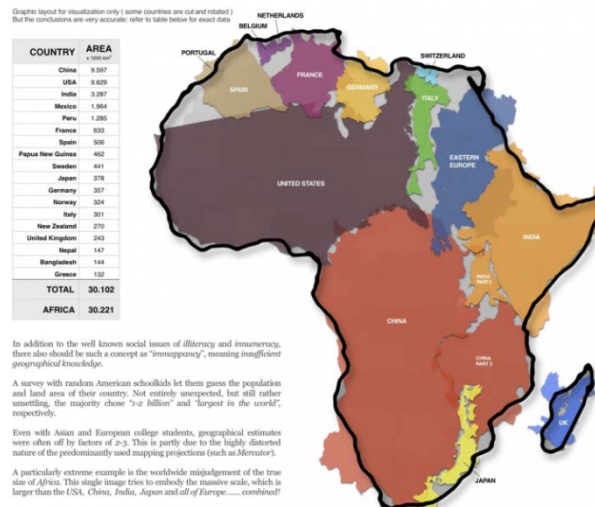 Graphic layout for visualization only ( some countries are cut and rotated )
But the conclusions are very accurate: refer to table below for exact data
COUNTRY AREA
x 1000 km²
China 9.597
USA 9.629
India 3.287
Mexico 1.964
Peru 1.285
France 633
Spain 506
Papua New Guinea 462
Sweden 441
Japan 378
Germany 357
Norway 324
Italy 301
New Zealand 270
United Kingdom 243
Nepal 147
Bangladesh 144
Greece 132
TOTAL 30.102
AFRICA 30.221
In addition to the well known social issues of illiteracy and innumeracy,
there also should be such a concept as "immappancy", meaning insufficient
geographical knowledge.
A survey with random American schoolkids let them guess the population
and land area of their country. Not entirely unexpected, but still rather
unsettling, the majority chose "1-2 billion" and "largest in the world",
respectively.
Even with Asian and European college students, geographical estimates
were often off by factors of 2-3. This is partly due to the highly distorted
nature of the predominantly used mapping projections (such as Mercator).
A particularly extreme example is the worldwide misjudgement of the true
size of Africa. This single image tries to embody the massive scale, which is
larger than the USA, China, India, Japan and all of Europe...... combined!
NETHERLANDS
BELGIUM
PORTUGAL
SWITZERLAND
SPAIN
FRANCE
GERMANY
ITALY
UNITED STATES
EASTERN
EUROPE
INDIA
INDIA
PART 2
CHINA
CHINA
PART 2
UK
JAPAN